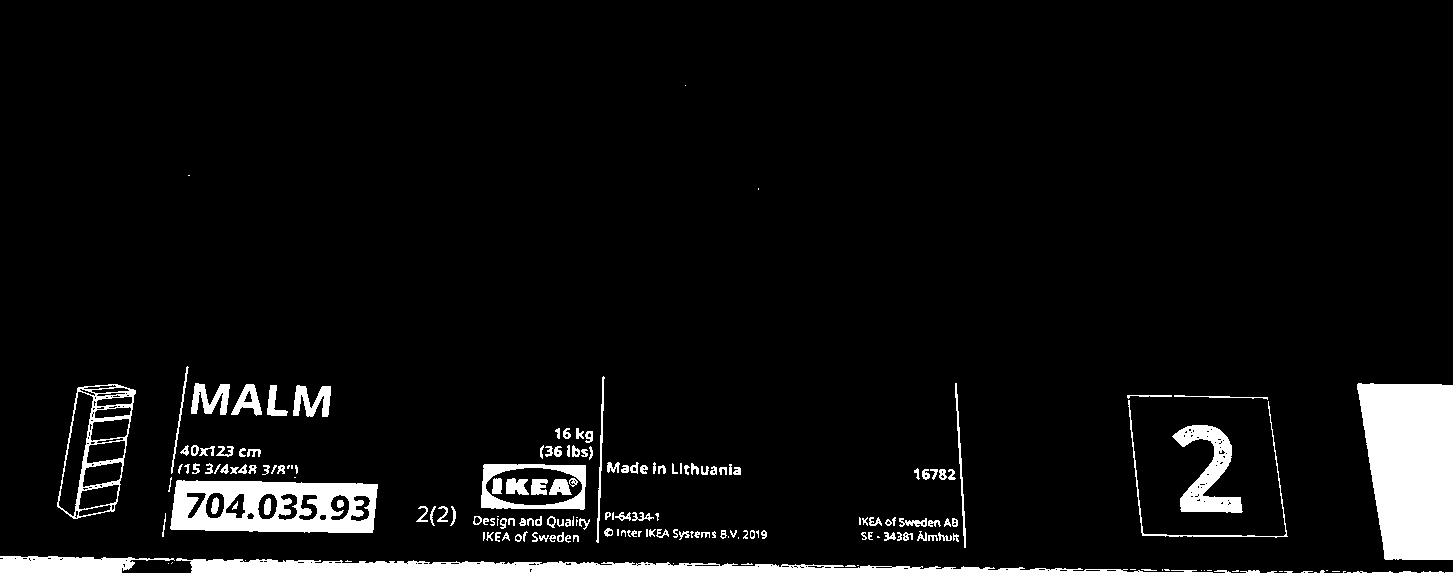 MALM
40x123 cm
(15 3/4x48 3/8")
704.035.93
2(2)
16 kg
(36 lbs)
IKEA®
Design and Quality
IKEA of Sweden
Made in Lithuania
16782
PI-64334-1
© Inter IKEA Systems B.V. 2019
IKEA of Sweden AB
SE - 34381 Älmhult
2